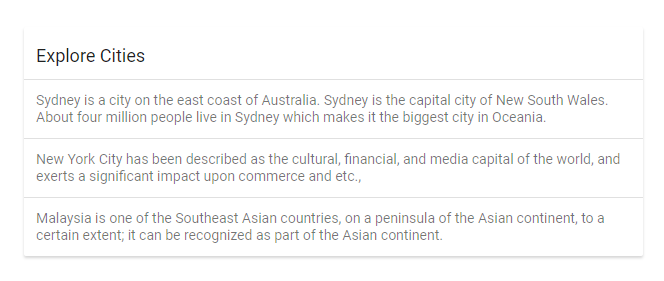 Explore Cities
Sydney is a city on the east coast of Australia. Sydney is the capital city of New South Wales.
About four million people live in Sydney which makes it the biggest city in Oceania.
New York City has been described as the cultural, financial, and media capital of the world, and
exerts a significant impact upon commerce and etc.,
Malaysia is one of the Southeast Asian countries, on a peninsula of the Asian continent, to a
certain extent; it can be recognized as part of the Asian continent.